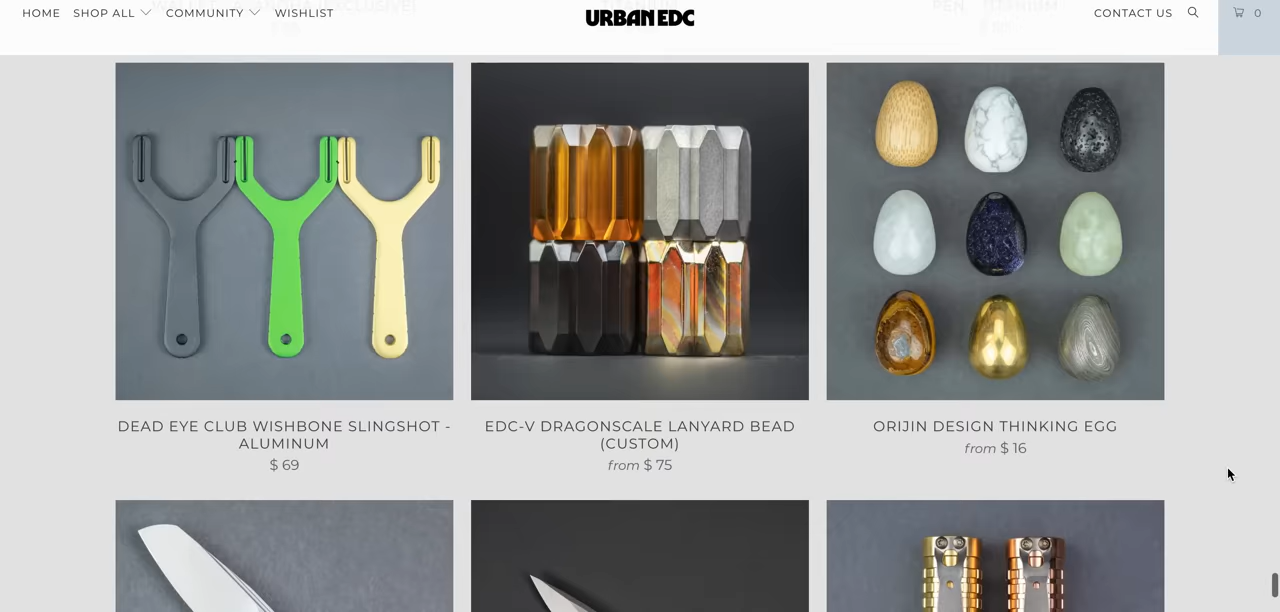 HOME SHOP ALL COMMUNITY WISHLIST URBAN EDC CONTACT US 0
DEAD EYE CLUB WISHBONE SLINGSHOT -
ALUMINUM
$ 69
EDC-V DRAGONSCALE LANYARD BEAD
(CUSTOM)
from $ 75
ORIJIN DESIGN THINKING EGG
from $ 16